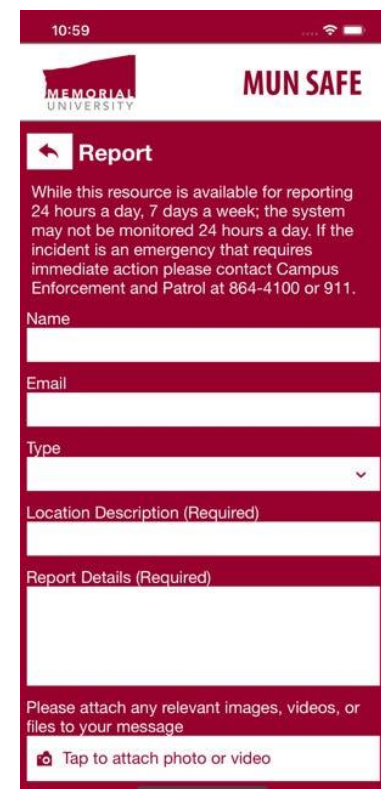 10:59
MEMORIAL
UNIVERSITY
MUN SAFE
Report
While this resource is available for reporting
24 hours a day, 7 days a week; the system
may not be monitored 24 hours a day. If the
incident is an emergency that requires
immediate action please contact Campus
Enforcement and Patrol at 864-4100 or 911.
Name
Email
Type
Location Description (Required)
Report Details (Required)
Please attach any relevant images, videos, or
files to your message
Tap to attach photo or video